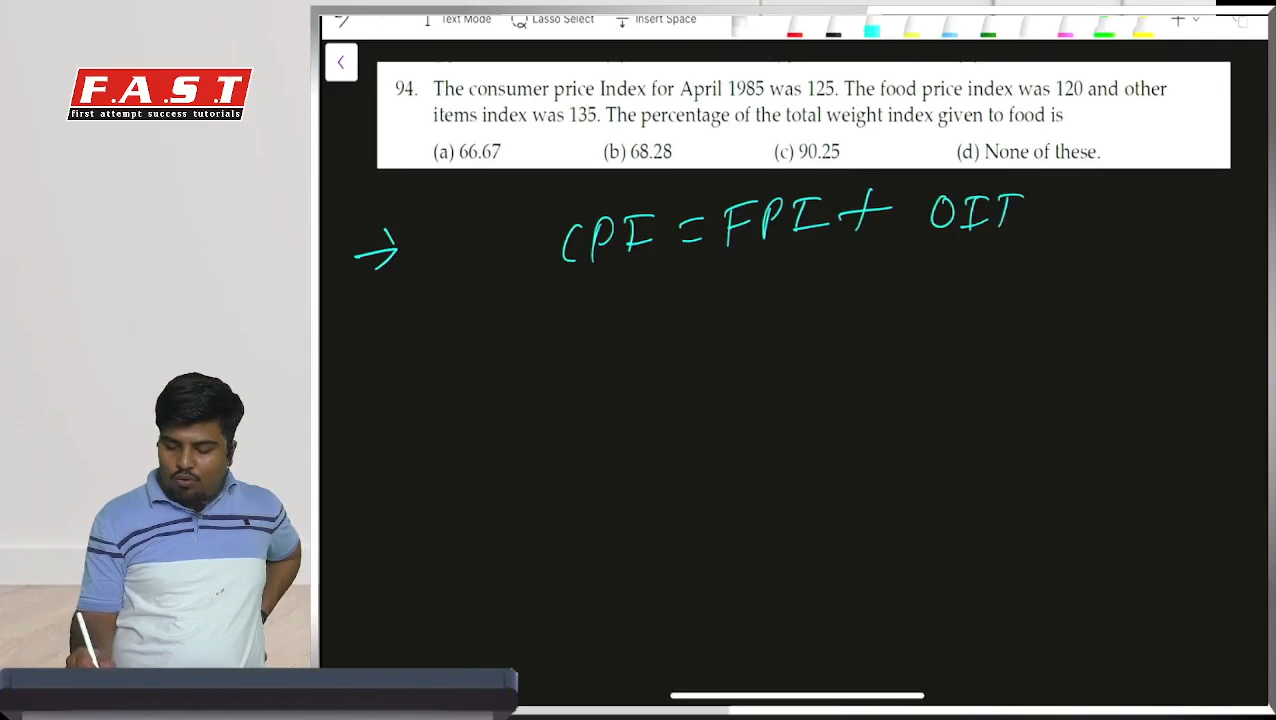 Text Mode Lasso Select Insert Space
F.A.S.T
first attempt success tutorials
94. The consumer price Index for April 1985 was 125. The food price index was 120 and other
items index was 135. The percentage of the total weight index given to food is
(a) 66.67 (b) 68.28 (c) 90.25 (d) None of these.
→ CPI = FPI + OIT